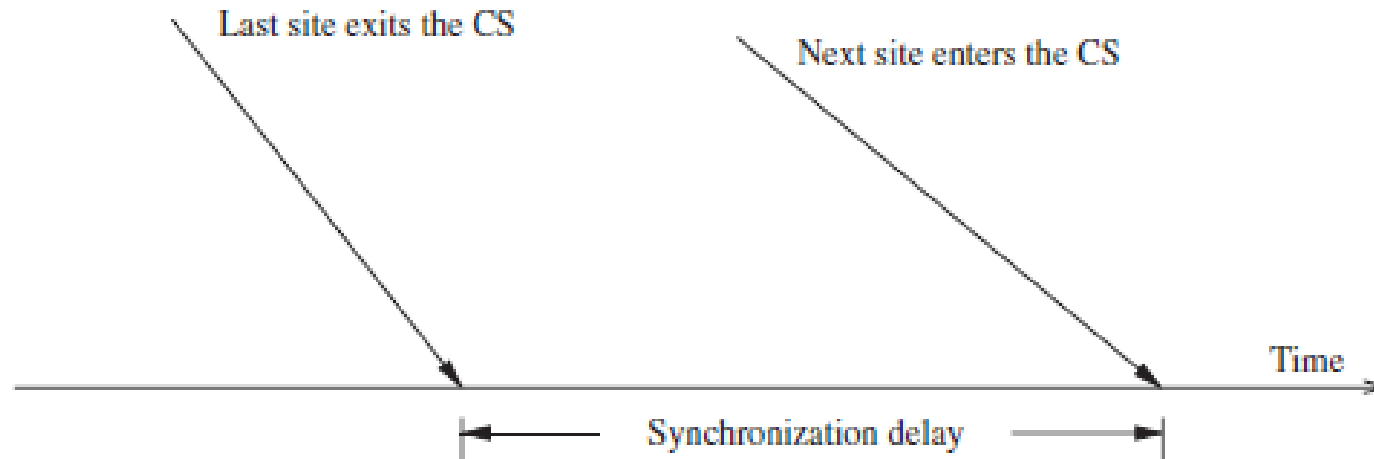 Last site exits the CS
Next site enters the CS
Time
Synchronization delay